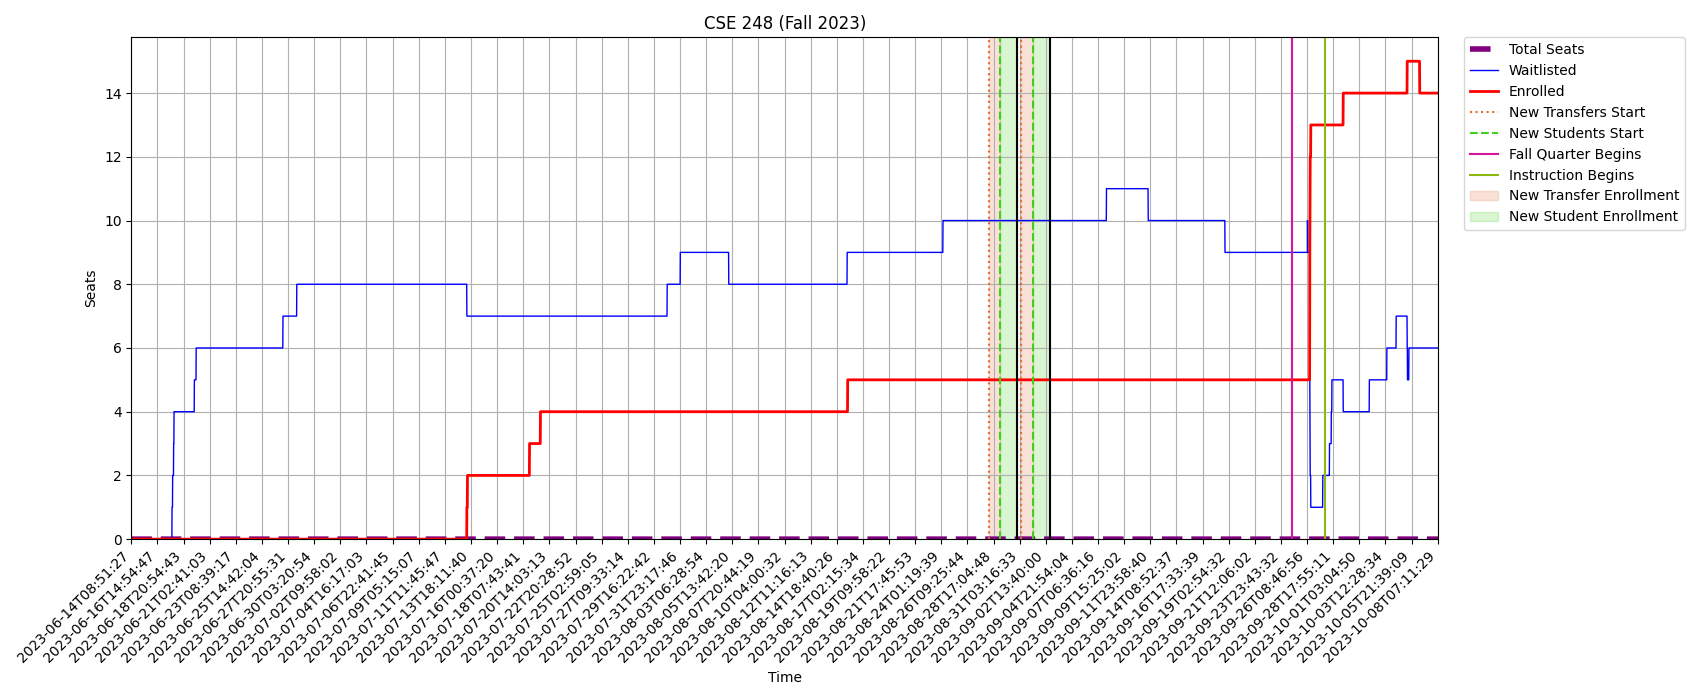 CSE 248 (Fall 2023)
Total Seats
Waitlisted
Enrolled
New Transfers Start
New Students Start
Fall Quarter Begins
Instruction Begins
New Transfer Enrollment
New Student Enrollment
Seats
14
12
10
8
6
4
2
0
2023-06-14T08:51:27
2023-06-16T14:54:47
2023-06-18T20:54:43
2023-06-21T02:41:03
2023-06-23T08:39:17
2023-06-25T14:42:04
2023-06-27T20:55:31
2023-06-30T03:20:54
2023-07-02T09:58:02
2023-07-04T16:17:03
2023-07-06T22:41:45
2023-07-09T05:15:07
2023-07-11T11:45:47
2023-07-13T18:11:40
2023-07-16T00:37:20
2023-07-18T07:43:41
2023-07-20T14:03:13
2023-07-22T20:28:52
2023-07-25T02:59:05
2023-07-27T09:33:14
2023-07-29T16:22:42
2023-07-31T23:17:46
2023-08-03T06:28:54
2023-08-05T13:42:20
2023-08-07T20:44:19
2023-08-10T04:00:32
2023-08-12T11:16:13
2023-08-14T18:40:26
2023-08-17T02:15:34
2023-08-19T09:58:22
2023-08-21T17:45:53
2023-08-24T01:19:39
2023-08-26T09:25:44
2023-08-28T17:04:48
2023-08-31T03:16:33
2023-09-02T13:40:00
2023-09-04T21:54:04
2023-09-07T06:36:16
2023-09-09T15:25:02
2023-09-11T23:58:40
2023-09-14T08:52:37
2023-09-16T17:33:39
2023-09-19T02:54:32
2023-09-21T12:06:02
2023-09-23T23:43:32
2023-09-26T08:46:56
2023-09-28T17:55:11
2023-10-01T03:04:50
2023-10-03T12:28:34
2023-10-05T21:39:09
2023-10-08T07:11:29
Time